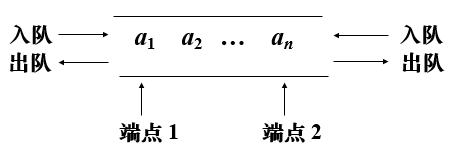 入队 a1 a2 … an 入队
出队 出队
端点 1 端点 2